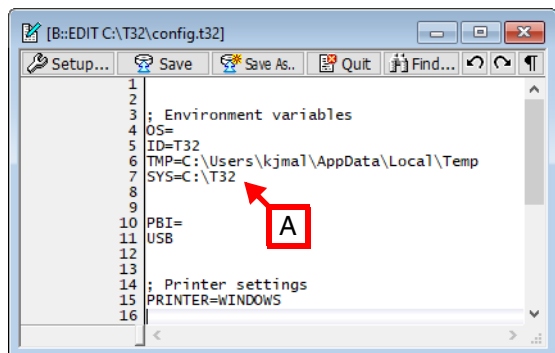 [B::EDIT C:\T32\config.t32]
Setup... Save Save As.. Quit Find...
1
2
3 ; Environment variables
4 OS=
5 ID=T32
6 TMP=C:\Users\kjmal\AppData\Local\Temp
7 SYS=C:\T32
8
9
A
10 PBI=
11 USB
12
13
14 ; Printer settings
15 PRINTER=WINDOWS
16